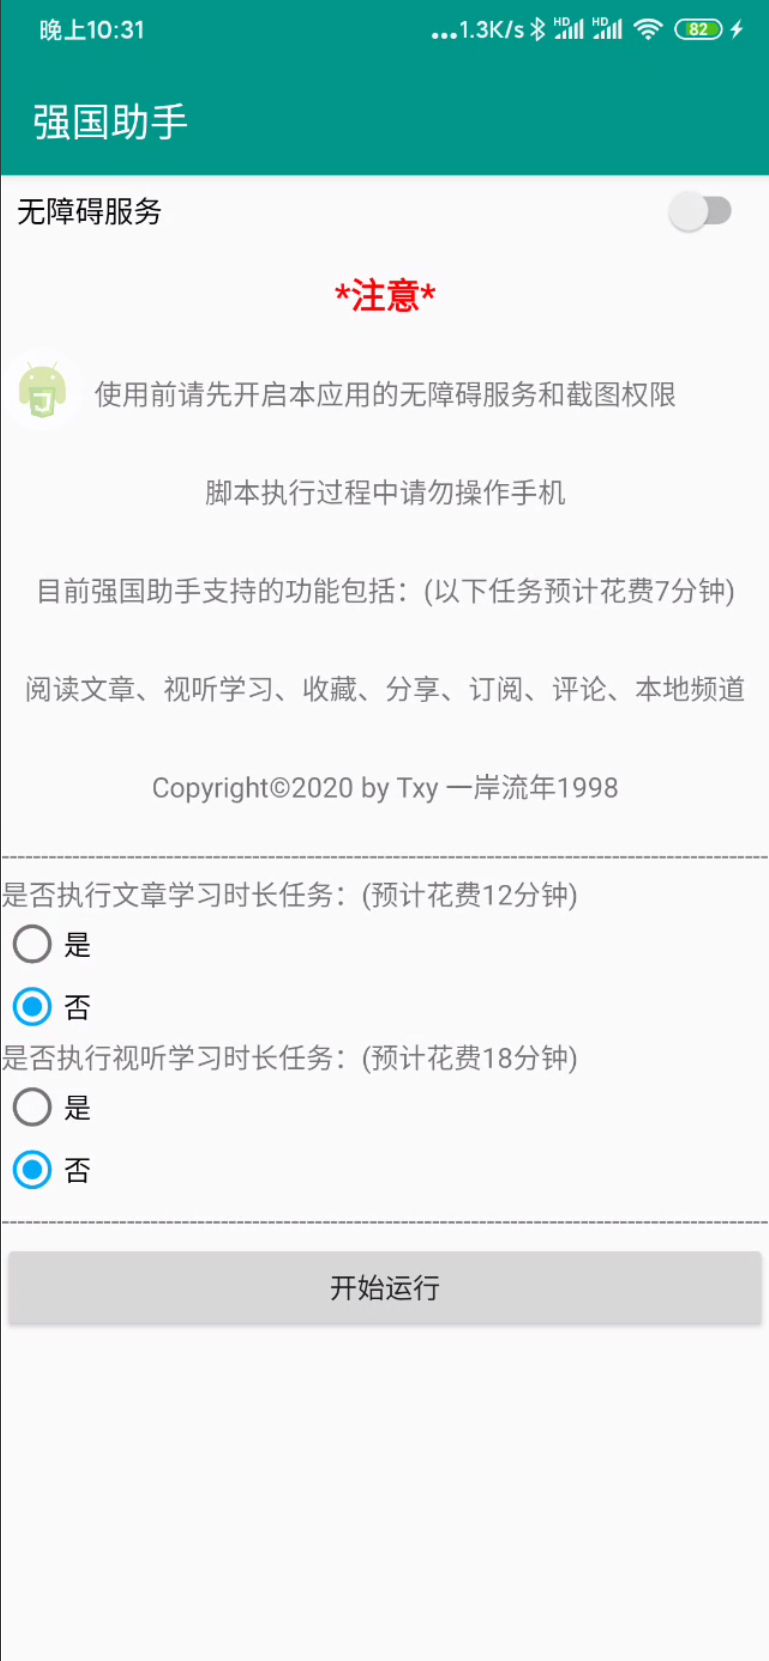 晚上10:31
...1.3K/s HD HD 82
强国助手
无障碍服务
*注意*
使用前请先开启本应用的无障碍服务和截图权限
脚本执行过程中请勿操作手机
目前强国助手支持的功能包括：(以下任务预计花费7分钟)
阅读文章、视听学习、收藏、分享、订阅、评论、本地频道
Copyright©2020 by Txy 一岸流年1998
是否执行文章学习时长任务：(预计花费12分钟)
是
否
是否执行视听学习时长任务：(预计花费18分钟)
是
否
开始运行